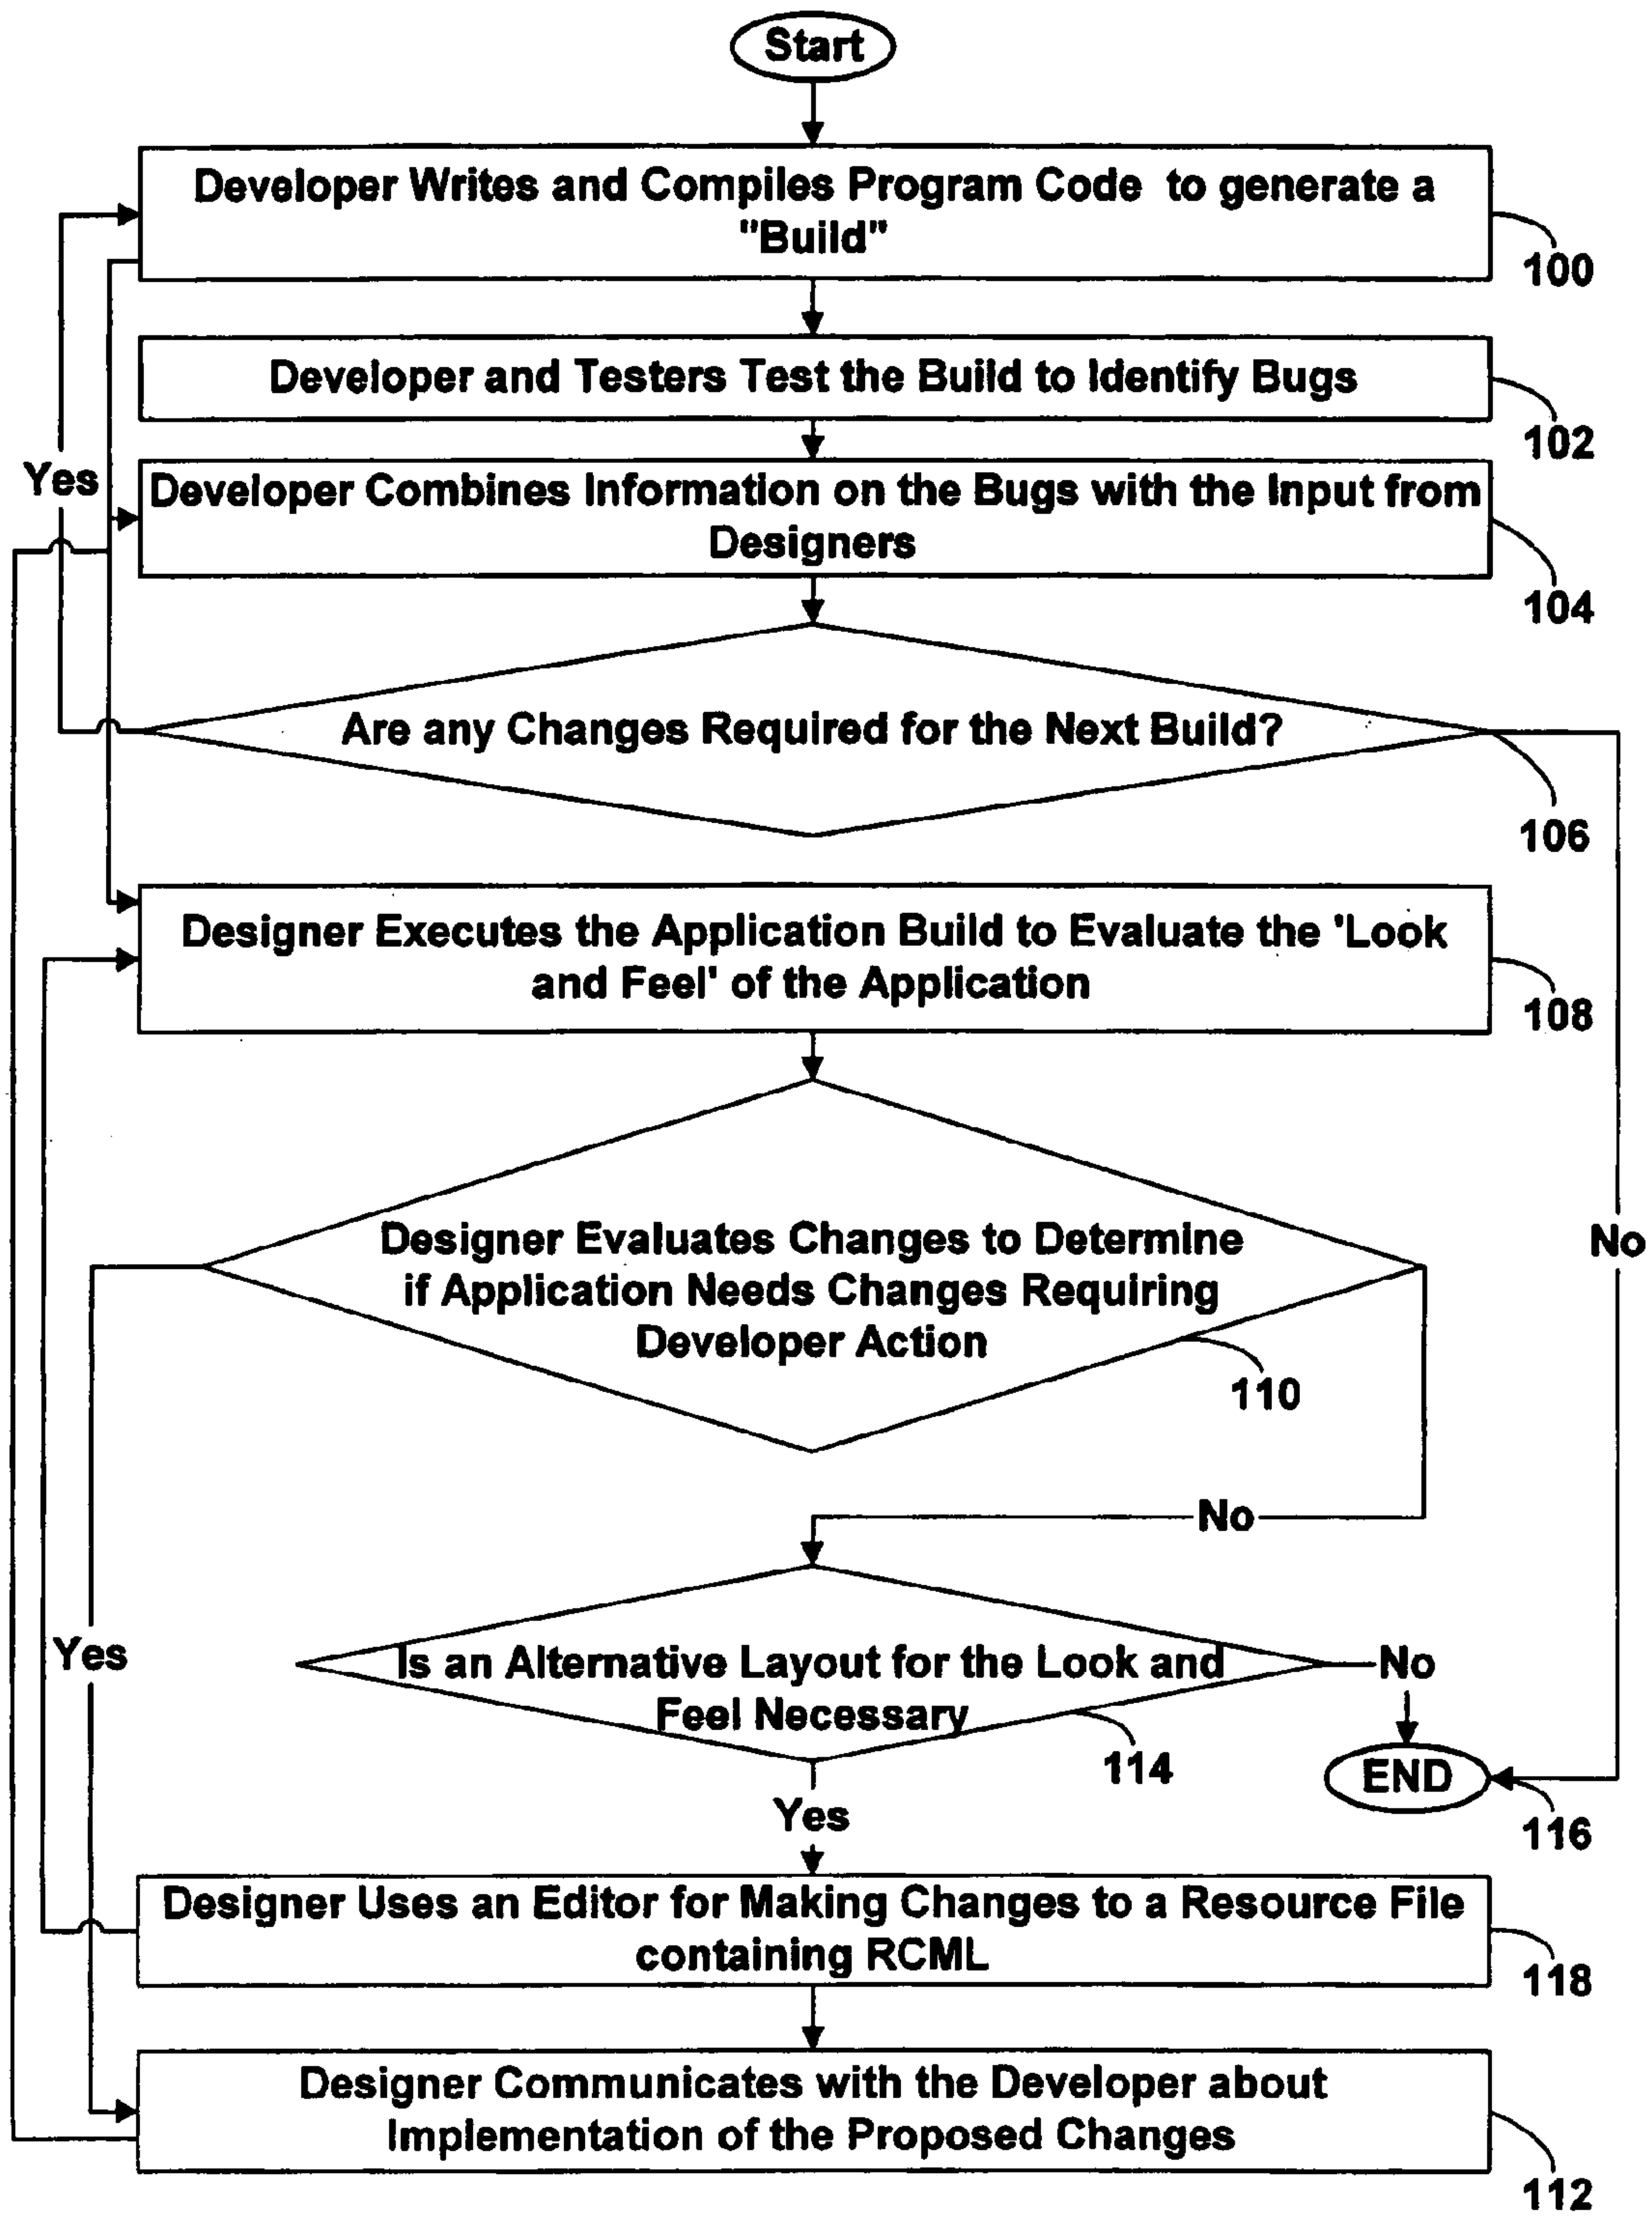 Start
Developer Writes and Compiles Program Code to generate a
"Build"
100
Developer and Testers Test the Build to Identify Bugs
102
Yes
Developer Combines Information on the Bugs with the Input from
Designers
104
Are any Changes Required for the Next Build?
106
Designer Executes the Application Build to Evaluate the 'Look
and Feel' of the Application
108
Designer Evaluates Changes to Determine
if Application Needs Changes Requiring
Developer Action
110
No
No
Yes
Is an Alternative Layout for the Look and
Feel Necessary
No
114
END
116
Yes
Designer Uses an Editor for Making Changes to a Resource File
containing RCML
118
Designer Communicates with the Developer about
Implementation of the Proposed Changes
112